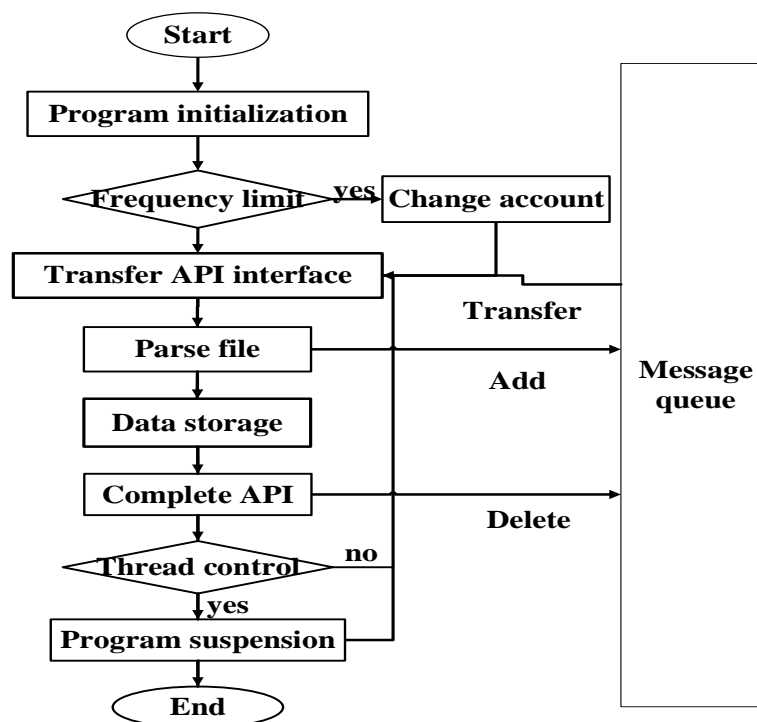 Start
Program initialization
Frequency limit
yes
Change account
Transfer API interface
Transfer
Parse file
Add
Message
queue
Data storage
Complete API
Delete
Thread control
no
yes
Program suspension
End